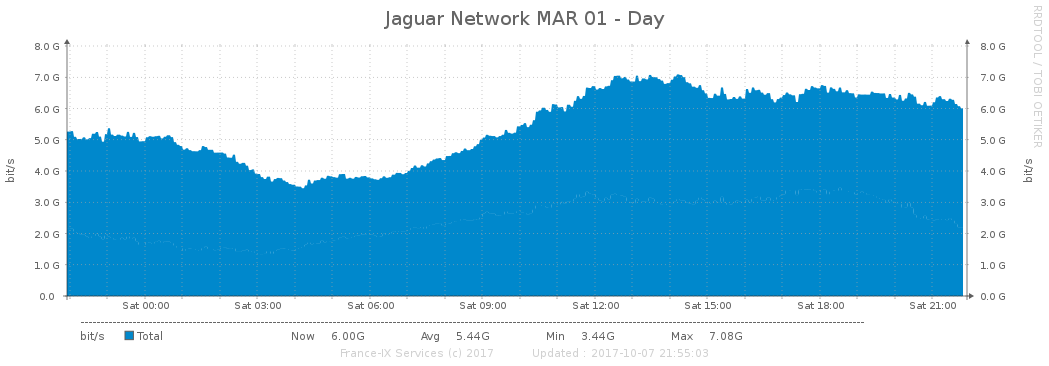 Jaguar Network MAR 01 - Day
RRDTOOL / TOBI OETIKER
bit/s
bit/s
8.0 G 8.0 G
7.0 G 7.0 G
6.0 G 6.0 G
5.0 G 5.0 G
4.0 G 4.0 G
3.0 G 3.0 G
2.0 G 2.0 G
1.0 G 1.0 G
0.0 0.0 G
Sat 00:00 Sat 03:00 Sat 06:00 Sat 09:00 Sat 12:00 Sat 15:00 Sat 18:00 Sat 21:00
bit/s Total Now 6.00G Avg 5.44G Min 3.44G Max 7.08G
France-IX Services (c) 2017 Updated : 2017-10-07 21:55:03